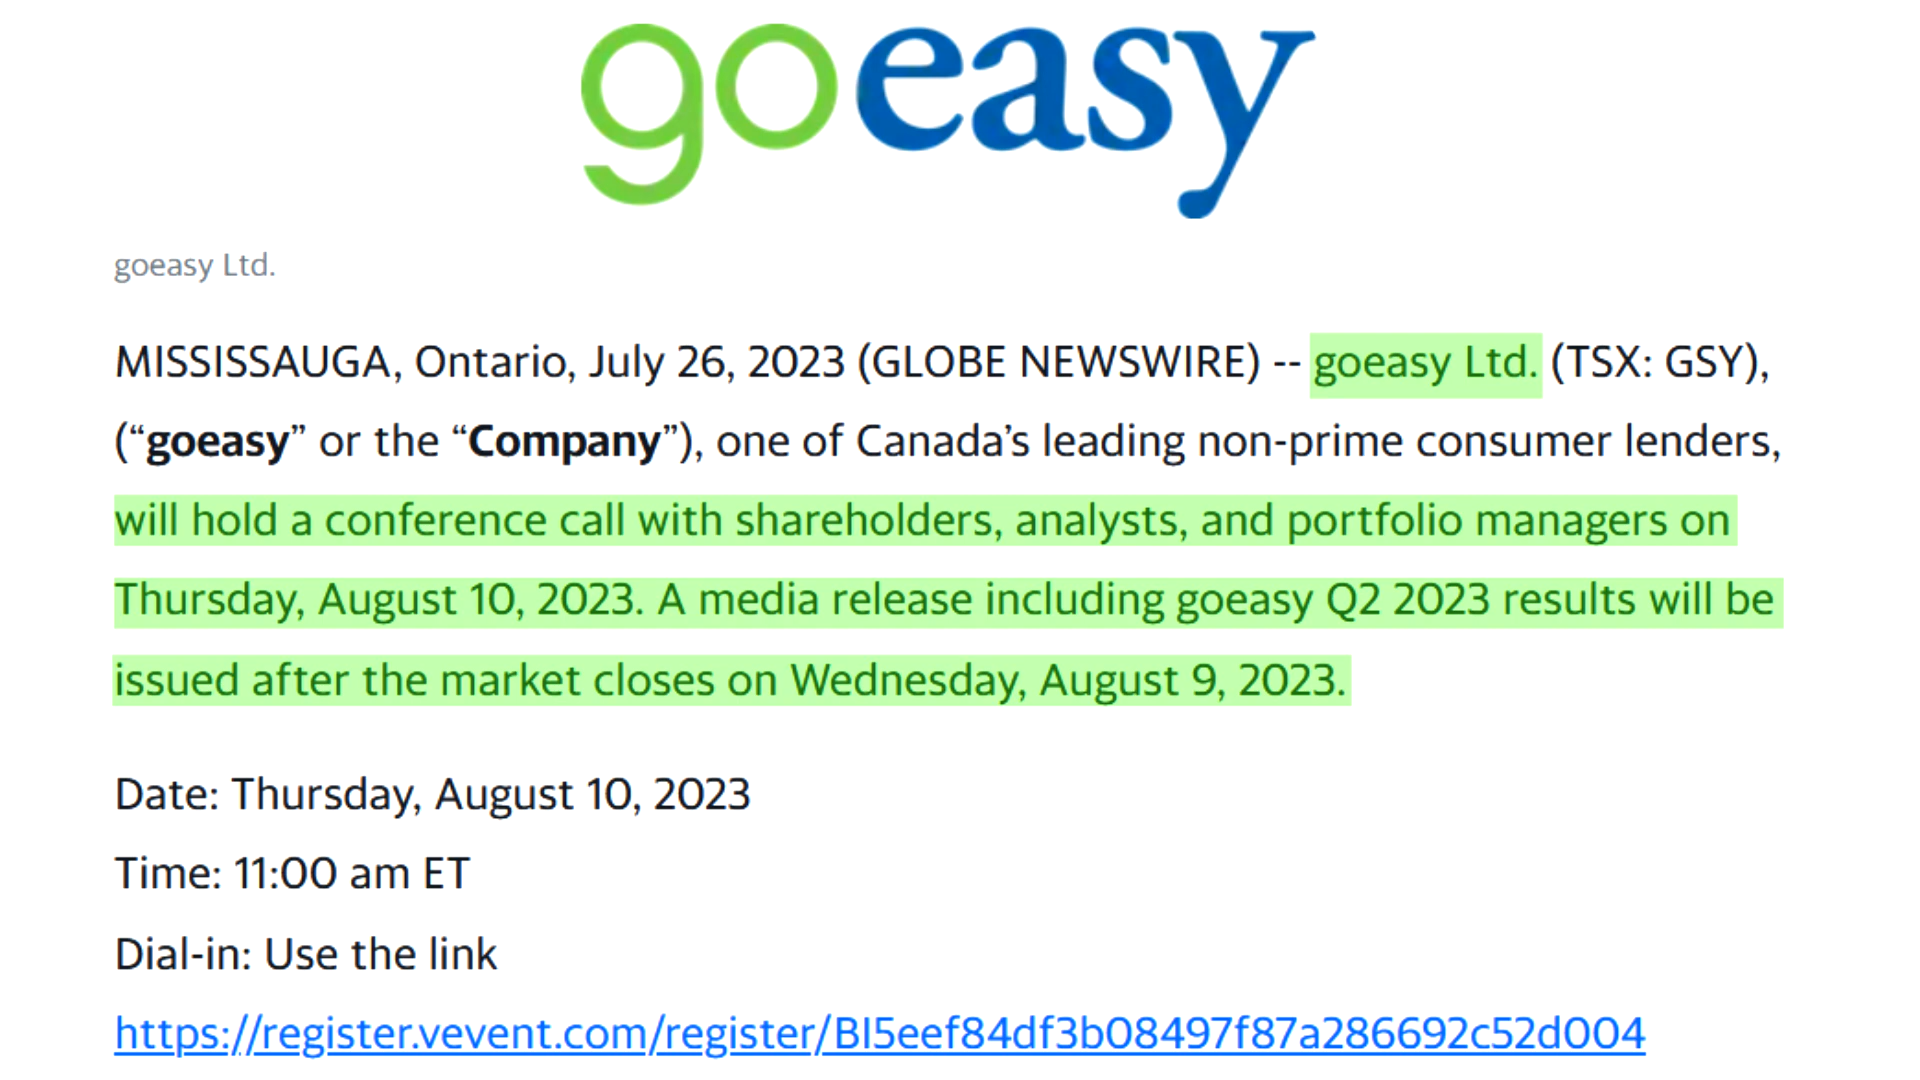 goeasy
goeasy Ltd.
MISSISSAUGA, Ontario, July 26, 2023 (GLOBE NEWSWIRE) -- goeasy Ltd. (TSX: GSY),
(“goeasy” or the “Company”), one of Canada’s leading non-prime consumer lenders,
will hold a conference call with shareholders, analysts, and portfolio managers on
Thursday, August 10, 2023. A media release including goeasy Q2 2023 results will be
issued after the market closes on Wednesday, August 9, 2023.
Date: Thursday, August 10, 2023
Time: 11:00 am ET
Dial-in: Use the link
https://register.vevent.com/register/BI5eef84df3b08497f87a286692c52d004